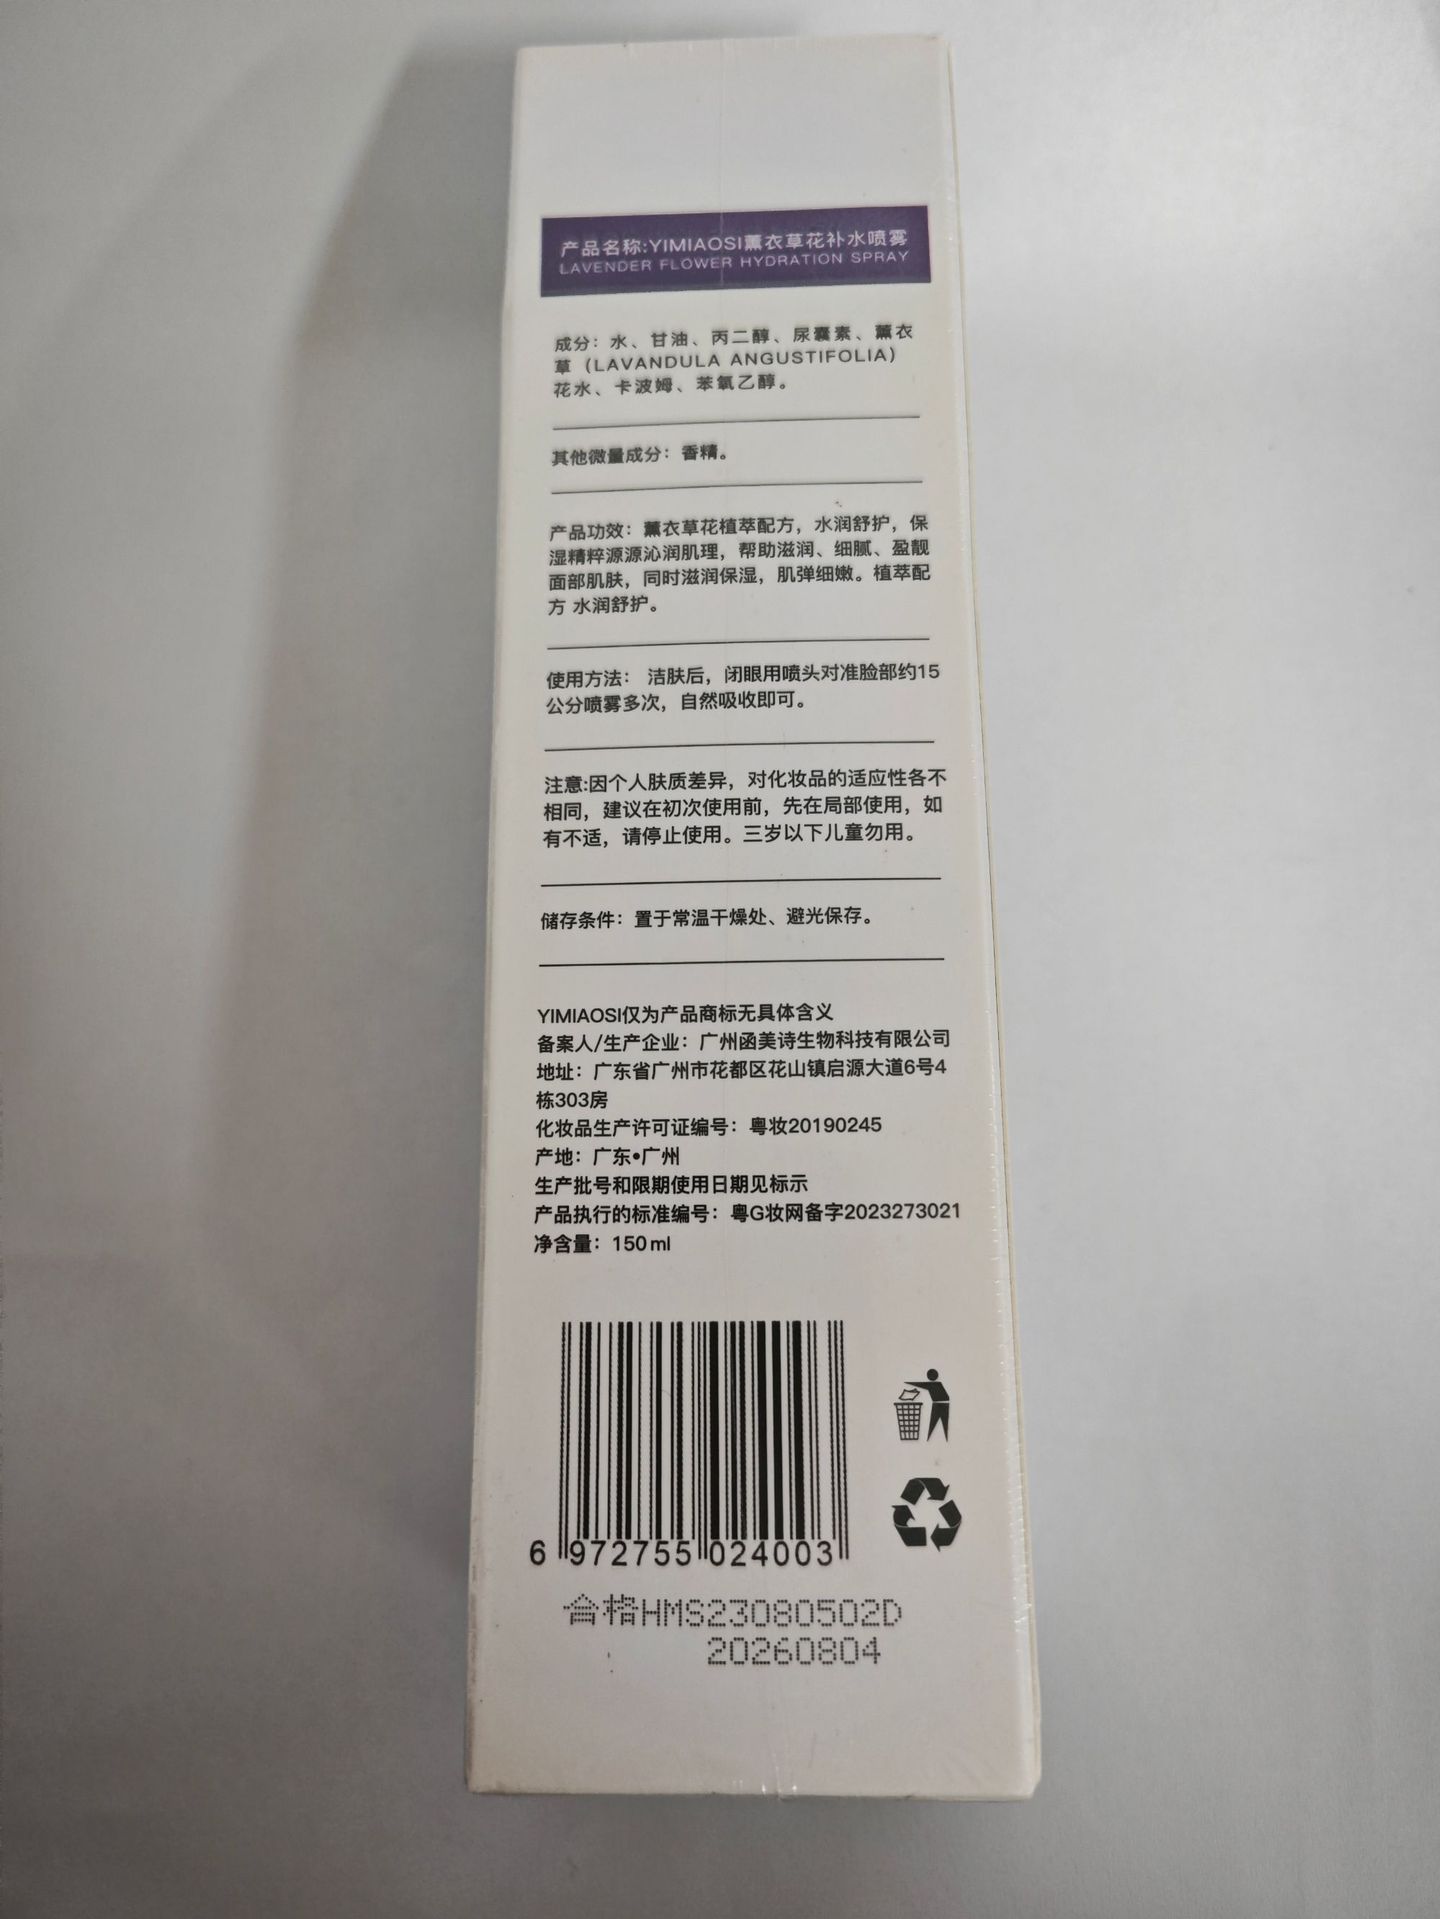 产品名称:YIMIAOSI薰衣草花补水喷雾
LAVENDER FLOWER HYDRATION SPRAY
成分：水、甘油、丙二醇、尿囊素、薰衣
草（LAVANDULA ANGUSTIFOLIA）
花水、卡波姆、苯氧乙醇。
其他微量成分：香精。
产品功效：薰衣草花植萃配方，水润舒护，保
湿精粹源源沁润肌理，帮助滋润、细腻、盈靓
面部肌肤，同时滋润保湿，肌弹细嫩。植萃配
方 水润舒护。
使用方法： 洁肤后，闭眼用喷头对准脸部约15
公分喷雾多次，自然吸收即可。
注意:因个人肤质差异，对化妆品的适应性各不
相同，建议在初次使用前，先在局部使用，如
有不适，请停止使用。三岁以下儿童勿用。
储存条件：置于常温干燥处、避光保存。
YIMIAOSI仅为产品商标无具体含义
备案人/生产企业：广州函美诗生物科技有限公司
地址：广东省广州市花都区花山镇启源大道6号4
栋303房
化妆品生产许可证编号：粤妆20190245
产地：广东•广州
生产批号和限期使用日期见标示
产品执行的标准编号：粤G妆网备字2023273021
净含量：150ml
6 972755 024003
合格HMS23080502D
20260804